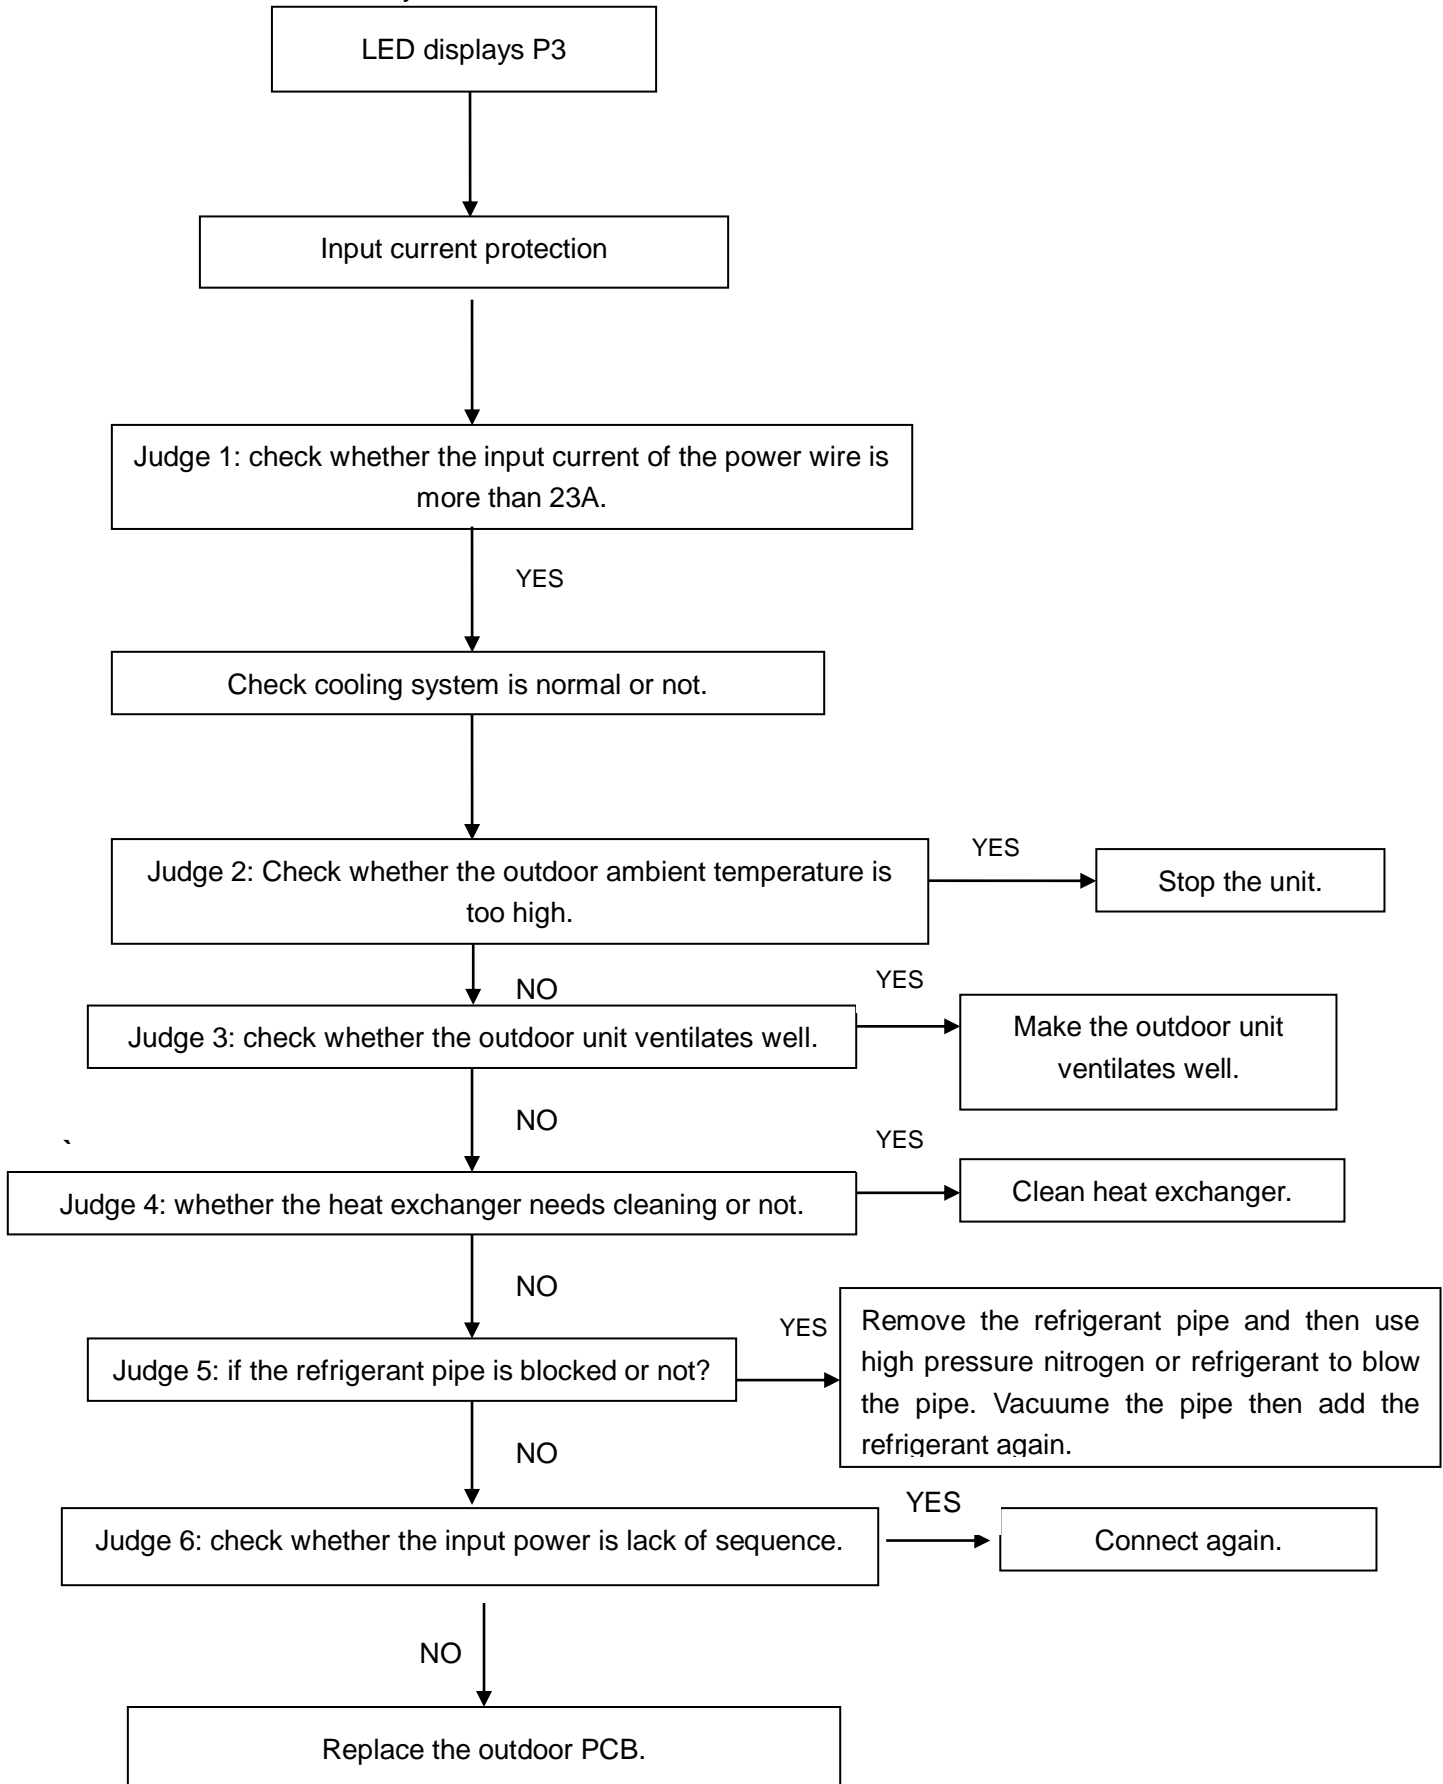 LED displays P3
Input current protection
Judge 1: check whether the input current of the power wire is
more than 23A.
YES
Check cooling system is normal or not.
Judge 2: Check whether the outdoor ambient temperature is
too high.
YES
Stop the unit.
NO
Judge 3: check whether the outdoor unit ventilates well.
YES
Make the outdoor unit
ventilates well.
NO
`
Judge 4: whether the heat exchanger needs cleaning or not.
YES
Clean heat exchanger.
NO
Judge 5: if the refrigerant pipe is blocked or not?
YES
Remove the refrigerant pipe and then use
high pressure nitrogen or refrigerant to blow
the pipe. Vacuume the pipe then add the
refrigerant again.
NO
Judge 6: check whether the input power is lack of sequence.
YES
Connect again.
NO
Replace the outdoor PCB.